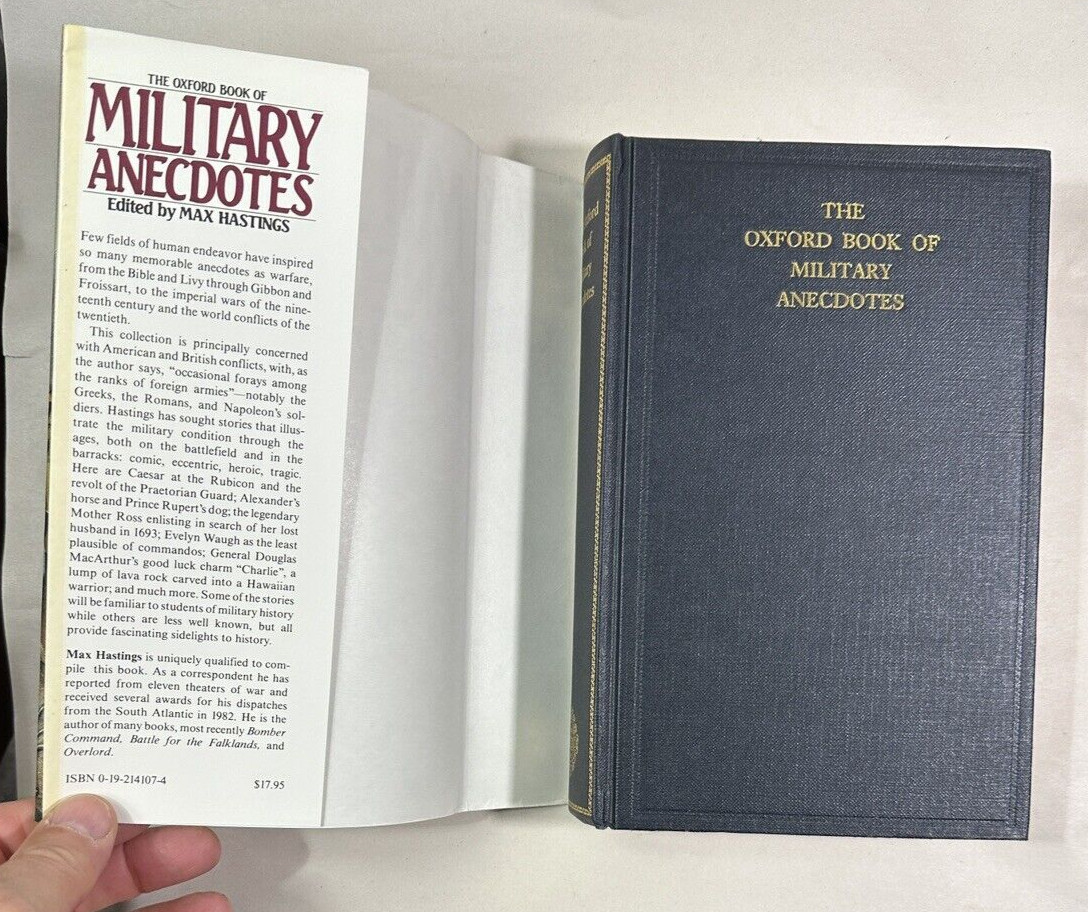 THE OXFORD BOOK OF
MILITARY
ANECDOTES
Edited by MAX HASTINGS
Few fields of human endeavor have inspired
so many memorable anecdotes as warfare,
from the Bible and Livy through Gibbon and
Froissart, to the imperial wars of the nine-
teenth century and the world conflicts of the
twentieth.
This collection is principally concerned
with American and British conflicts, with, as
the author says, “occasional forays among
the ranks of foreign armies”—notably the
Greeks, the Romans, and Napoleon's sol-
diers. Hastings has sought stories that illus-
trate the military condition through the
ages, both on the battlefield and in the
barracks: comic, eccentric, heroic, tragic.
Here are Caesar at the Rubicon and the
revolt of the Praetorian Guard; Alexander's
horse and Prince Rupert's dog; the legendary
Mother Ross enlisting in search of her lost
husband in 1693; Evelyn Waugh as the least
plausible of commandos; General Douglas
MacArthur's good luck charm “Charlie”, a
lump of lava rock carved into a Hawaiian
warrior; and much more. Some of the stories
will be familiar to students of military history
while others are less well known, but all
provide fascinating sidelights to history.
Max Hastings is uniquely qualified to com-
pile this book. As a correspondent he has
reported from eleven theaters of war and
received several awards for his dispatches
from the South Atlantic in 1982. He is the
author of many books, most recently Bomber
Command, Battle for the Falklands, and
Overlord.
ISBN 0-19-214107-4 $17.95
THE
OXFORD BOOK OF
MILITARY
ANECDOTES